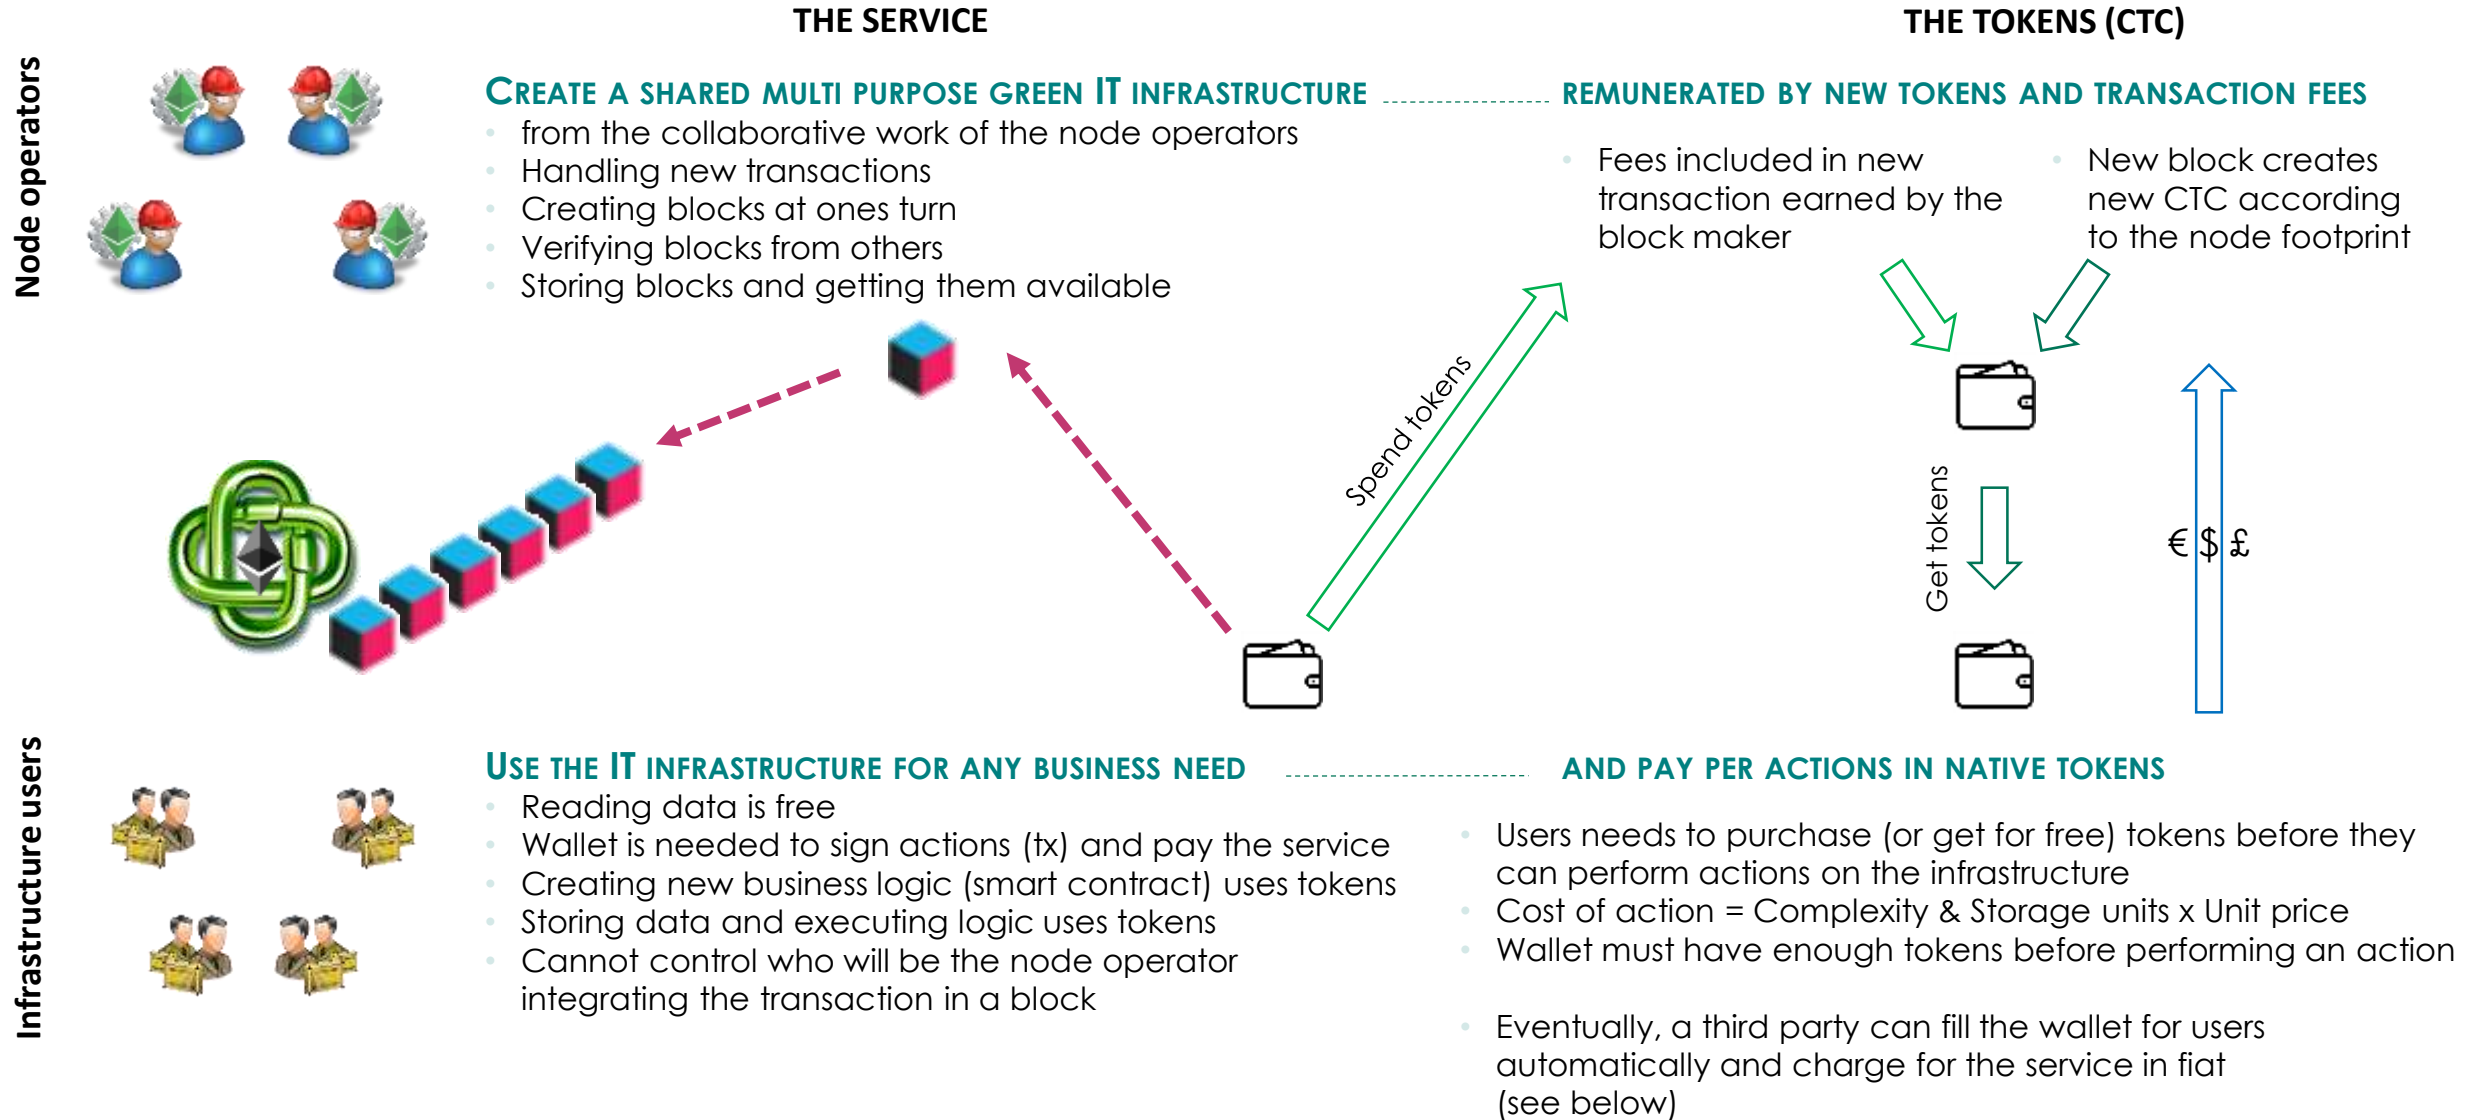 THE SERVICE
THE TOKENS (CTC)
Node operators
CREATE A SHARED MULTI PURPOSE GREEN IT INFRASTRUCTURE
REMUNERATED BY NEW TOKENS AND TRANSACTION FEES
from the collaborative work of the node operators
Handling new transactions
Creating blocks at ones turn
Verifying blocks from others
Storing blocks and getting them available
Fees included in new
transaction earned by the
block maker
New block creates
new CTC according
to the node footprint
Spend tokens
Get tokens
€ $ £
Infrastructure users
USE THE IT INFRASTRUCTURE FOR ANY BUSINESS NEED
AND PAY PER ACTIONS IN NATIVE TOKENS
Reading data is free
Wallet is needed to sign actions (tx) and pay the service
Creating new business logic (smart contract) uses tokens
Storing data and executing logic uses tokens
Cannot control who will be the node operator
integrating the transaction in a block
Users needs to purchase (or get for free) tokens before they
can perform actions on the infrastructure
Cost of action = Complexity & Storage units x Unit price
Wallet must have enough tokens before performing an action
Eventually, a third party can fill the wallet for users
automatically and charge for the service in fiat
(see below)